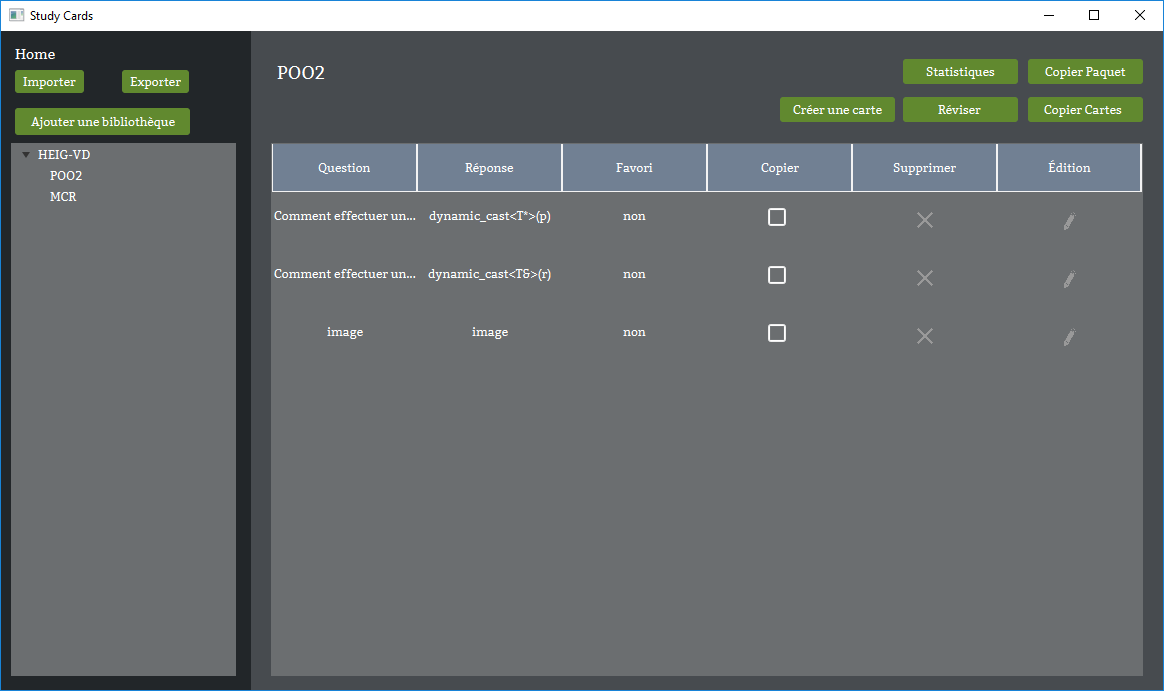 Study Cards
Home
Importer Exporter
Ajouter une bibliothèque
HEIG-VD
POO2
MCR
POO2
Statistiques Copier Paquet
Créer une carte Réviser Copier Cartes
Question Réponse Favori Copier Supprimer Édition
Comment effectuer un... dynamic_cast<T*>(p) non
Comment effectuer un... dynamic_cast<T&>(r) non
image image non